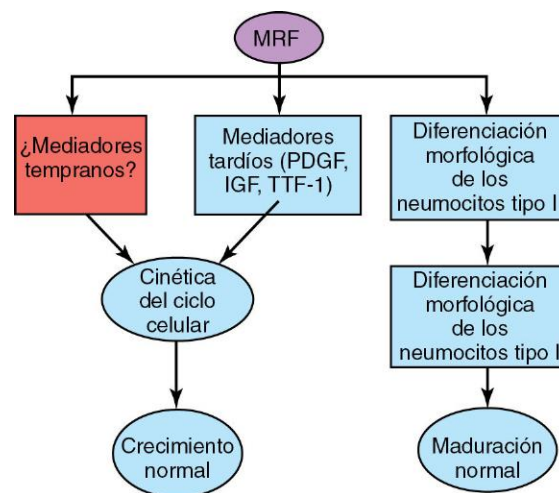 MRF
¿Mediadores
tempranos?
Mediadores
tardíos (PDGF,
IGF, TTF-1)
Diferenciación
morfológica
de los
neumocitos tipo I
Cinética
del ciclo
celular
Diferenciación
morfológica
de los
neumocitos tipo I
Crecimiento
normal
Maduración
normal